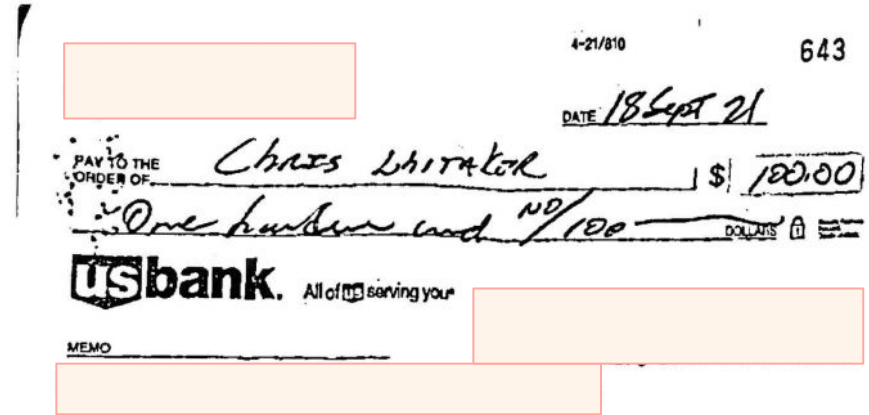 4-21/810
643
DATE 18 Sept 21
PAY TO THE
ORDER OF Chris Whitaker $ 100.00
One hundred and NO/100 DOLLARS
usbank. All of us serving you
MEMO